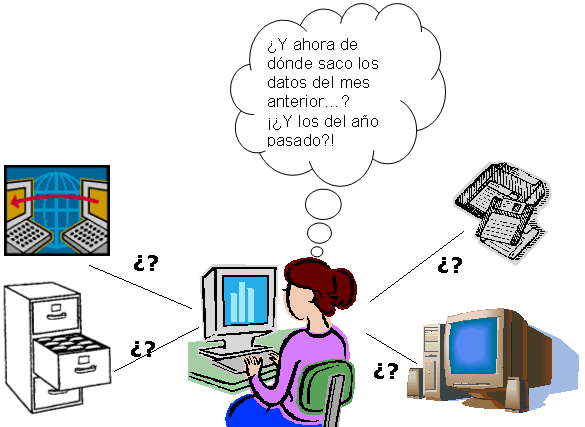 ¿Y ahora de
dónde saco los
datos del mes
anterior...?
¡¿Y los del año
pasado?!
¿?
¿?
¿?
¿?